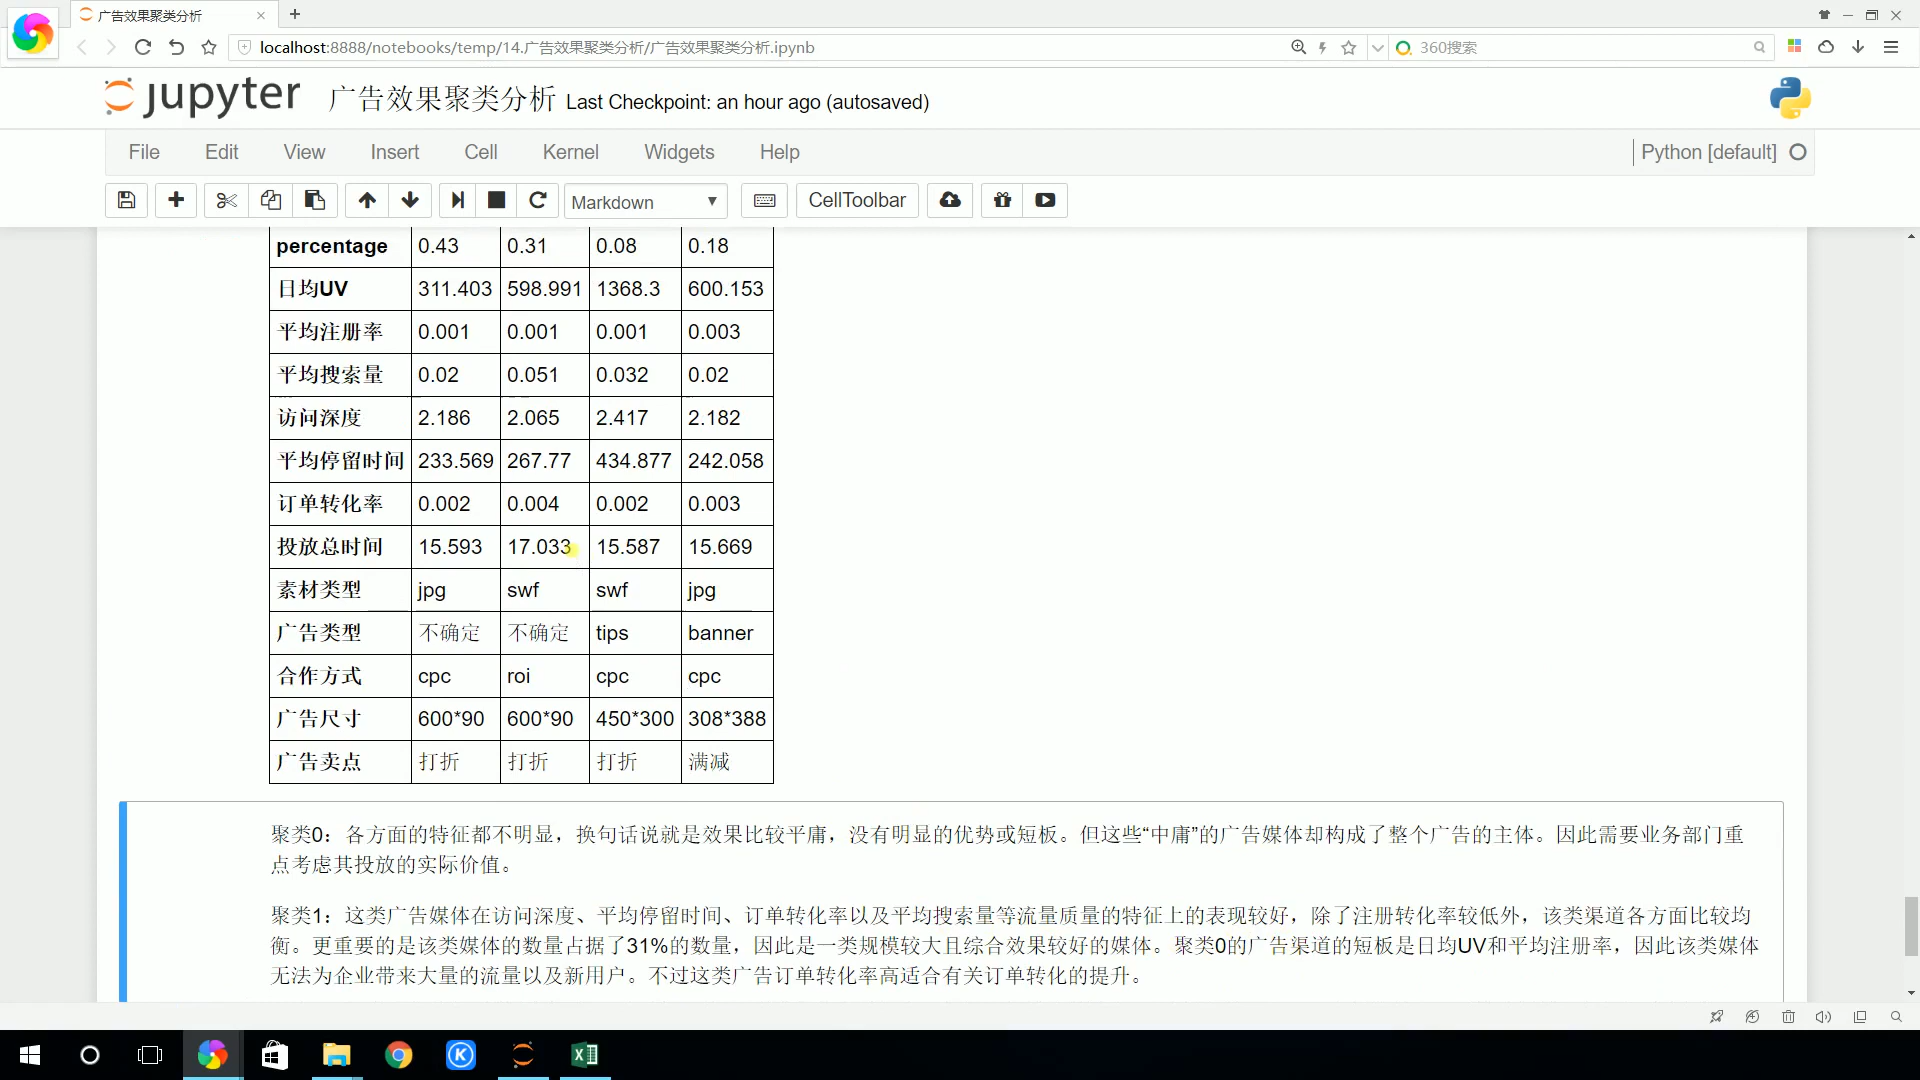 广告效果聚类分析
localhost:8888/notebooks/temp/14.广告效果聚类分析/广告效果聚类分析.ipynb
360搜索
jupyter 广告效果聚类分析 Last Checkpoint: an hour ago (autosaved)
File Edit View Insert Cell Kernel Widgets Help Python [default]
Markdown CellToolbar
percentage 0.43 0.31 0.08 0.18
日均UV 311.403 598.991 1368.3 600.153
平均注册率 0.001 0.001 0.001 0.003
平均搜索量 0.02 0.051 0.032 0.02
访问深度 2.186 2.065 2.417 2.182
平均停留时间 233.569 267.77 434.877 242.058
订单转化率 0.002 0.004 0.002 0.003
投放总时间 15.593 17.033 15.587 15.669
素材类型 jpg swf swf jpg
广告类型 不确定 不确定 tips banner
合作方式 cpc roi cpc cpc
广告尺寸 600*90 600*90 450*300 308*388
广告卖点 打折 打折 打折 满减
聚类0：各方面的特征都不明显，换句话说就是效果比较平庸，没有明显的优势或短板。但这些“中庸”的广告媒体却构成了整个广告的主体。因此需要业务部门重
点考虑其投放的实际价值。
聚类1：这类广告媒体在访问深度、平均停留时间、订单转化率以及平均搜索量等流量质量的特征上的表现较好，除了注册转化率较低外，该类渠道各方面比较均
衡。更重要的是该类媒体的数量占据了31%的数量，因此是一类规模较大且综合效果较好的媒体。聚类0的广告渠道的短板是日均UV和平均注册率，因此该类媒体
无法为企业带来大量的流量以及新用户。不过这类广告订单转化率高适合有关订单转化的提升。